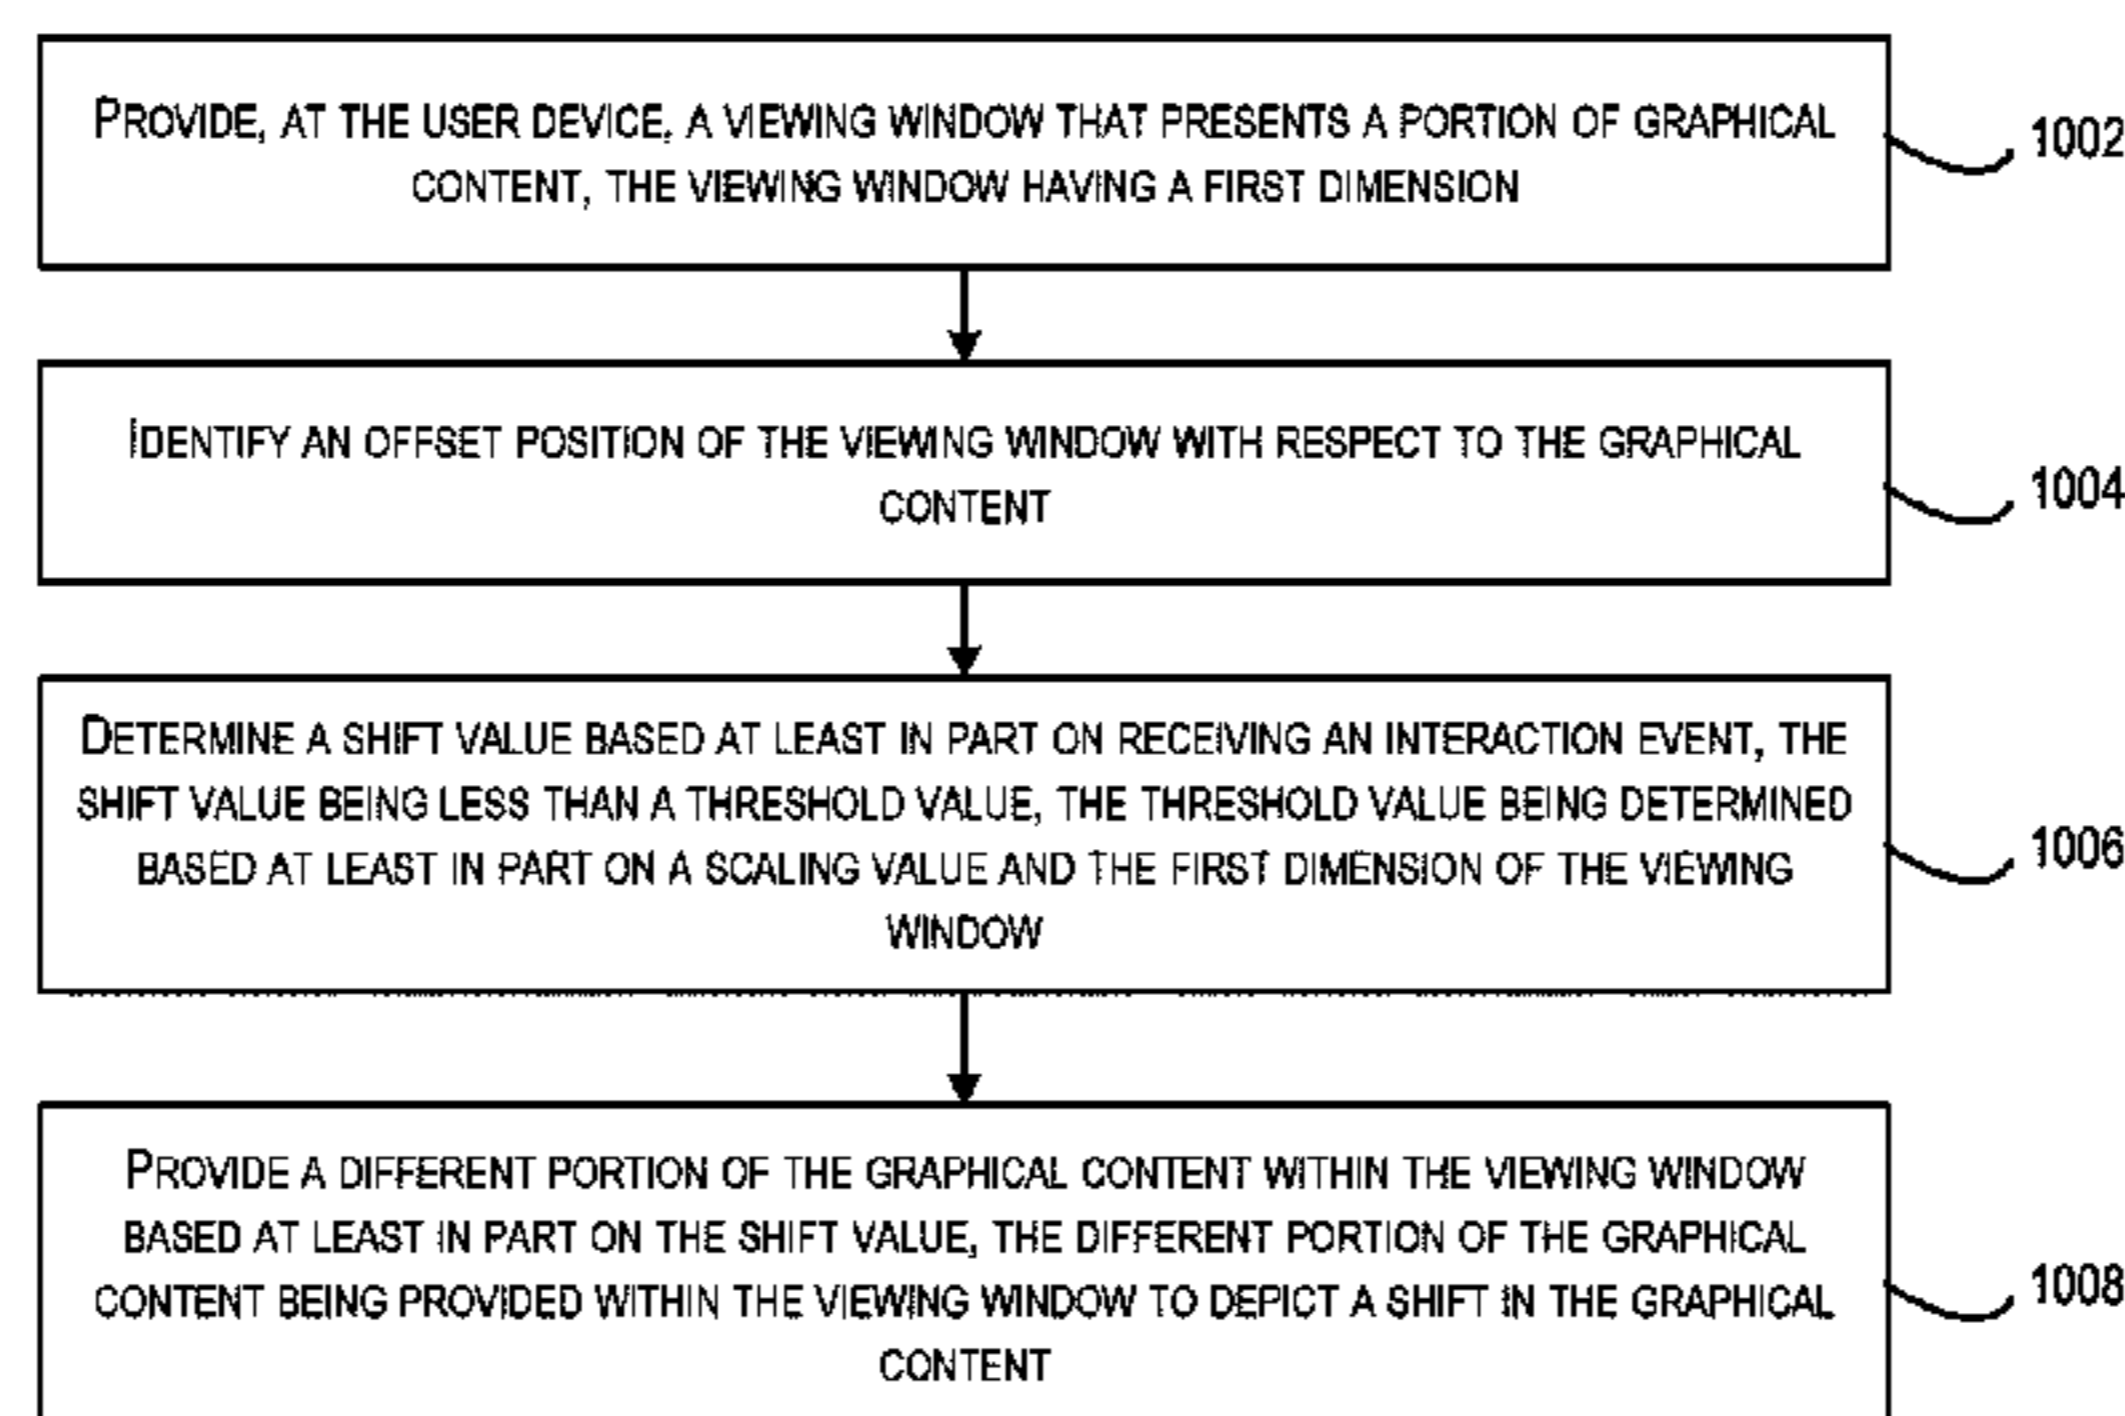 PROVIDE, AT THE USER DEVICE, A VIEWING WINDOW THAT PRESENTS A PORTION OF GRAPHICAL
CONTENT, THE VIEWING WINDOW HAVING A FIRST DIMENSION
1002
IDENTIFY AN OFFSET POSITION OF THE VIEWING WINDOW WITH RESPECT TO THE GRAPHICAL
CONTENT
1004
DETERMINE A SHIFT VALUE BASED AT LEAST IN PART ON RECEIVING AN INTERACTION EVENT, THE
SHIFT VALUE BEING LESS THAN A THRESHOLD VALUE, THE THRESHOLD VALUE BEING DETERMINED
BASED AT LEAST IN PART ON A SCALING VALUE AND THE FIRST DIMENSION OF THE VIEWING
WINDOW
1006
PROVIDE A DIFFERENT PORTION OF THE GRAPHICAL CONTENT WITHIN THE VIEWING WINDOW
BASED AT LEAST IN PART ON THE SHIFT VALUE, THE DIFFERENT PORTION OF THE GRAPHICAL
CONTENT BEING PROVIDED WITHIN THE VIEWING WINDOW TO DEPICT A SHIFT IN THE GRAPHICAL
CONTENT
1008